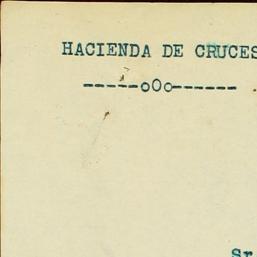 HACIENDA DE CRUCES
------oOo------
Sr